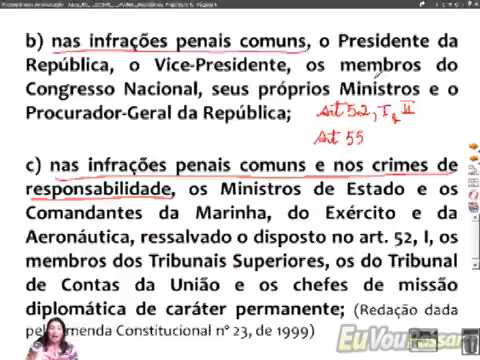 b) nas infrações penais comuns, o Presidente da
República, o Vice-Presidente, os membros do
Congresso Nacional, seus próprios Ministros e o
Procurador-Geral da República; Art 52, I, II
Art 55
c) nas infrações penais comuns e nos crimes de
responsabilidade, os Ministros de Estado e os
Comandantes da Marinha, do Exército e da
Aeronáutica, ressalvado o disposto no art. 52, I, os
membros dos Tribunais Superiores, os do Tribunal
de Contas da União e os chefes de missão
diplomática de caráter permanente; (Redação dada
pela Emenda Constitucional n° 23, de 1999)
EuVouPassar